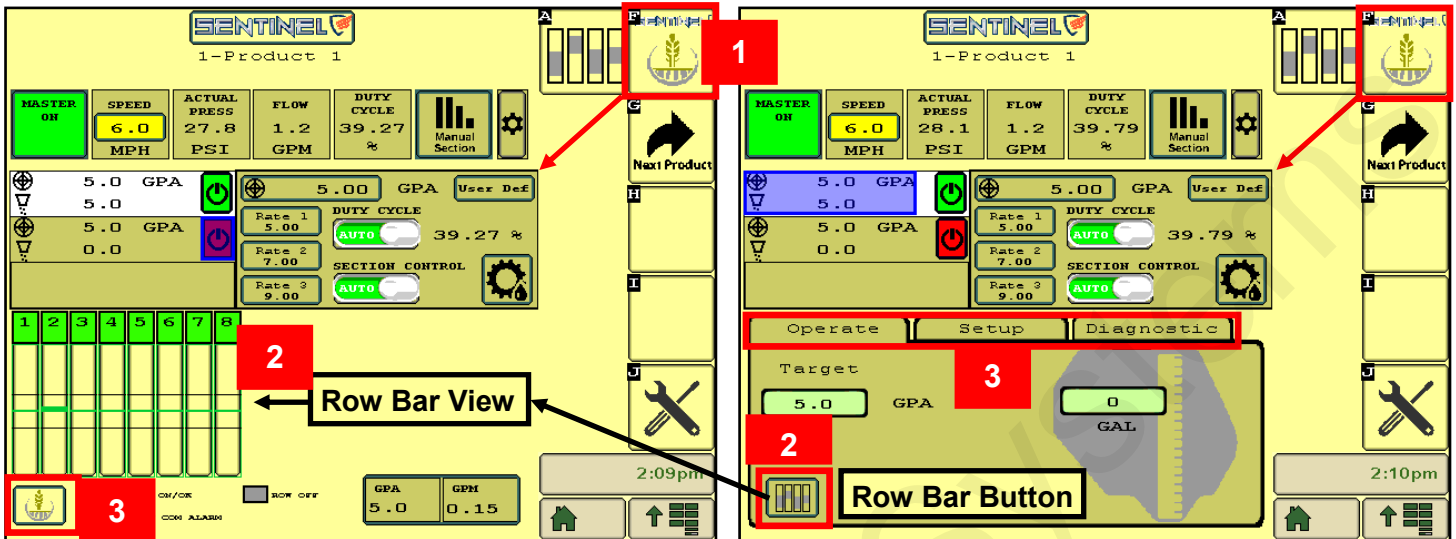 SENTINEL
1-Product 1
A
F
SENTINEL
1
MASTER
ON
SPEED
6.0
MPH
ACTUAL
PRESS
27.8
PSI
FLOW
1.2
GPM
DUTY
CYCLE
39.27
%
Manual
Section
G
Next Product
5.0 GPA
5.0
5.0 GPA
0.0
5.00 GPA User Def
Rate 1
5.00
Rate 2
7.00
Rate 3
9.00
DUTY CYCLE
AUTO 39.27 %
SECTION CONTROL
AUTO
H
I
J
1 2 3 4 5 6 7 8
2
Row Bar View
3
ON/OK
ROW OFF
COM ALARM
GPA
5.0
GPM
0.15
2:09pm
SENTINEL
1-Product 1
A
F
SENTINEL
MASTER
ON
SPEED
6.0
MPH
ACTUAL
PRESS
28.1
PSI
FLOW
1.2
GPM
DUTY
CYCLE
39.79
%
Manual
Section
G
Next Product
5.0 GPA
5.0
5.0 GPA
0.0
5.00 GPA User Def
Rate 1
5.00
Rate 2
7.00
Rate 3
9.00
DUTY CYCLE
AUTO 39.79 %
SECTION CONTROL
AUTO
H
I
J
Operate Setup Diagnostic
3
Target
5.0 GPA
0
GAL
2
Row Bar Button
2:10pm